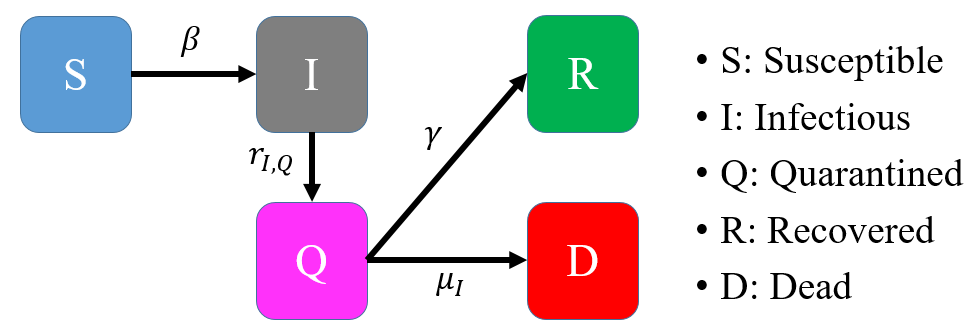 β
S
I
R
r_{I,Q}
γ
Q
D
μ_I
• S: Susceptible
• I: Infectious
• Q: Quarantined
• R: Recovered
• D: Dead